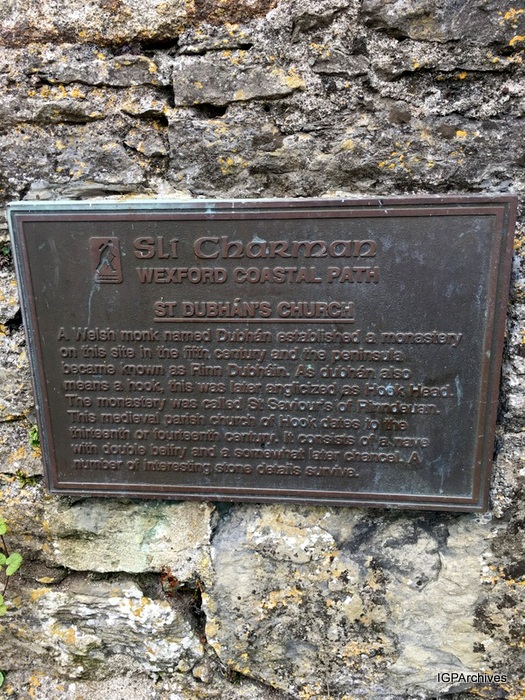 Slí Charman
WEXFORD COASTAL PATH
ST DUBHÁN'S CHURCH
A Welsh monk named Dubhán established a monastery
on this site in the fifth century and the peninsula
became known as Rinn Dubháin. As dubhán also
means a hook, this was later anglicized as Hook Head.
The monastery was called St Saviour's of Rinndeuan.
This medieval parish church of Hook dates to the
thirteenth or fourteenth century. It consists of a nave
with double belfry and a somewhat later chancel. A
number of interesting stone details survive.
IGPArchives